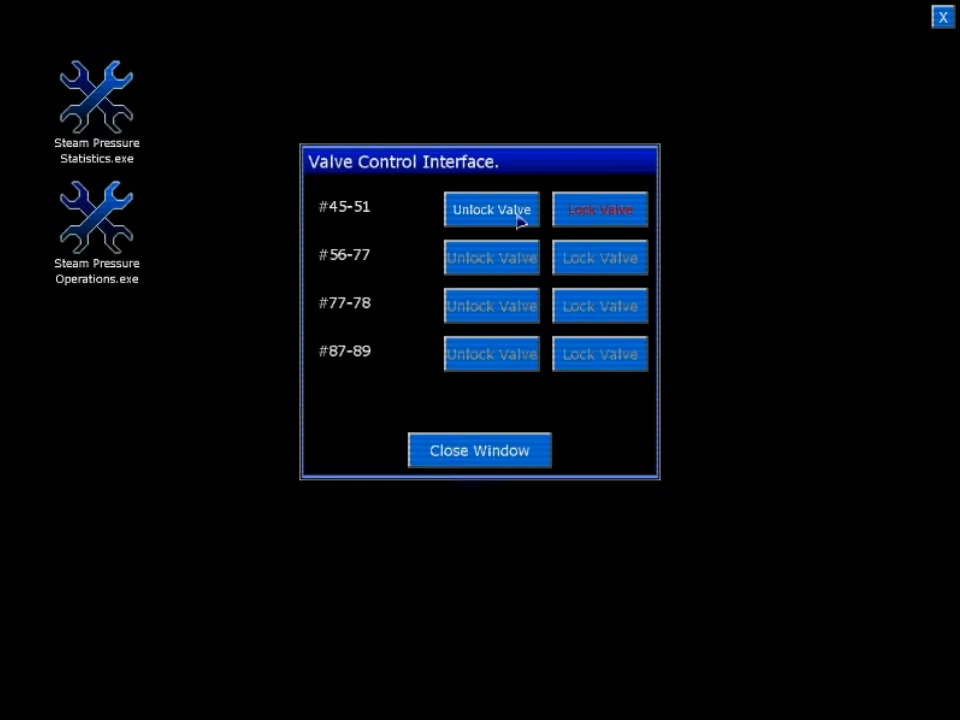 X
Steam Pressure
Statistics.exe
Steam Pressure
Operations.exe
Valve Control Interface.
#45-51 Unlock Valve Lock Valve
#56-77 Unlock Valve Lock Valve
#77-78 Unlock Valve Lock Valve
#87-89 Unlock Valve Lock Valve
Close Window